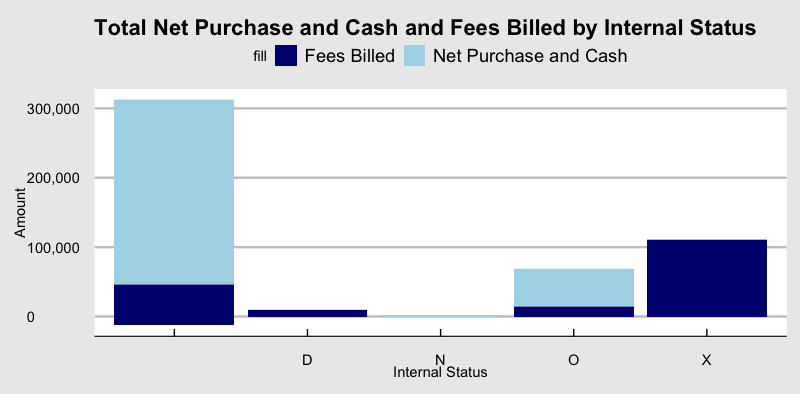 Total Net Purchase and Cash and Fees Billed by Internal Status
fill Fees Billed Net Purchase and Cash
300,000
200,000
100,000
0
Amount
D N O X
Internal Status